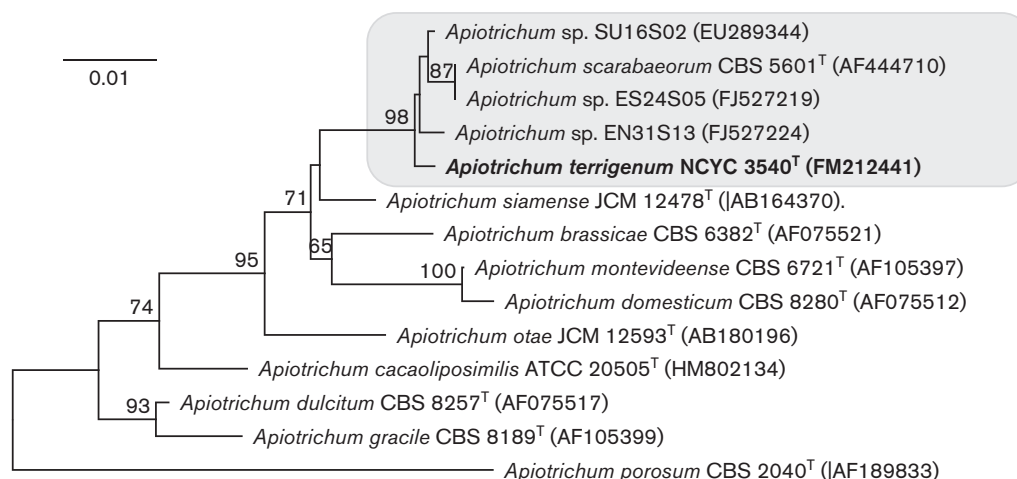 Apiotrichum sp. SU16S02 (EU289344)
0.01
87 Apiotrichum scarabaeorum CBS 5601ᵀ (AF444710)
Apiotrichum sp. ES24S05 (FJ527219)
98
Apiotrichum sp. EN31S13 (FJ527224)
Apiotrichum terrigenum NCYC 3540ᵀ (FM212441)
71
Apiotrichum siamense JCM 12478ᵀ (|AB164370).
65 Apiotrichum brassicae CBS 6382ᵀ (AF075521)
95
100 Apiotrichum montevideense CBS 6721ᵀ (AF105397)
Apiotrichum domesticum CBS 8280ᵀ (AF075512)
74
Apiotrichum otae JCM 12593ᵀ (AB180196)
Apiotrichum cacaoliposimilis ATCC 20505ᵀ (HM802134)
93 Apiotrichum dulcitum CBS 8257ᵀ (AF075517)
Apiotrichum gracile CBS 8189ᵀ (AF105399)
Apiotrichum porosum CBS 2040ᵀ (|AF189833)